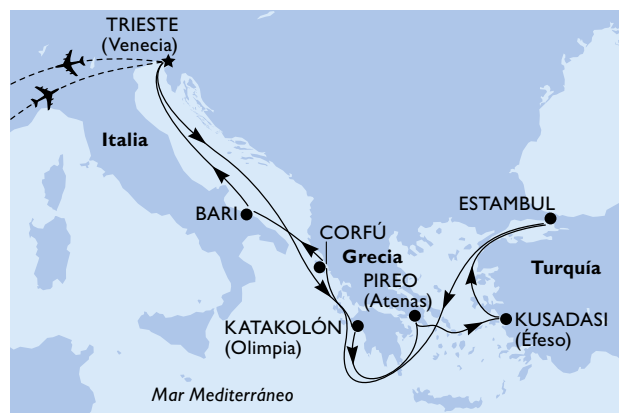 TRIESTE
(Venecia)
Italia
BARI
CORFÚ
Grecia
PIREO
(Atenas)
ESTAMBUL
Turquía
KATAKOLÓN
(Olimpia)
KUSADASI
(Éfeso)
Mar Mediterráneo